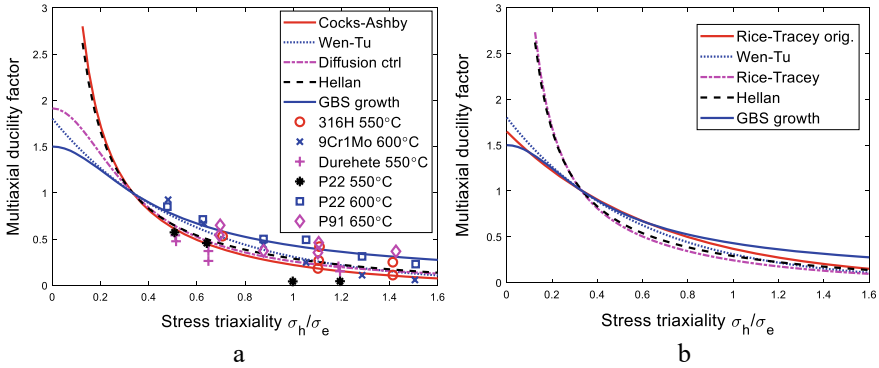 3
2.5
2
1.5
1
0.5
0
0
0.2
0.4
0.6
0.8
1
1.2
1.4
1.6
Multiaxial ducility factor
Stress triaxiality σh/σe
Cocks-Ashby
Wen-Tu
Diffusion ctrl
Hellan
GBS growth
316H 550°C
9Cr1Mo 600°C
Durehete 550°C
P22 550°C
P22 600°C
P91 650°C
a
3
2.5
2
1.5
1
0.5
0
0
0.2
0.4
0.6
0.8
1
1.2
1.4
1.6
Multiaxial ducility factor
Stress triaxiality σh/σe
Rice-Tracey orig.
Wen-Tu
Rice-Tracey
Hellan
GBS growth
b